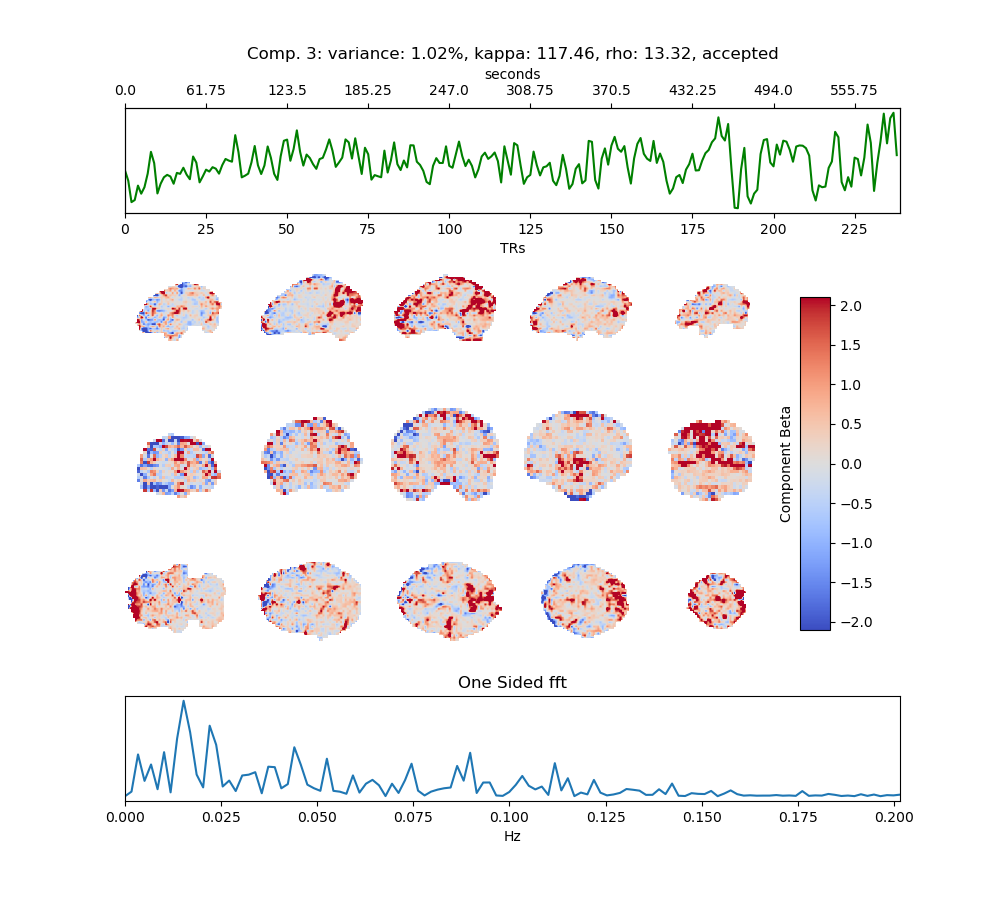 Comp. 3: variance: 1.02%, kappa: 117.46, rho: 13.32, accepted
seconds
0.0 61.75 123.5 185.25 247.0 308.75 370.5 432.25 494.0 555.75
0 25 50 75 100 125 150 175 200 225
TRs
2.0
1.5
1.0
0.5
0.0
−0.5
−1.0
−1.5
−2.0
Component Beta
One Sided fft
0.000 0.025 0.050 0.075 0.100 0.125 0.150 0.175 0.200
Hz